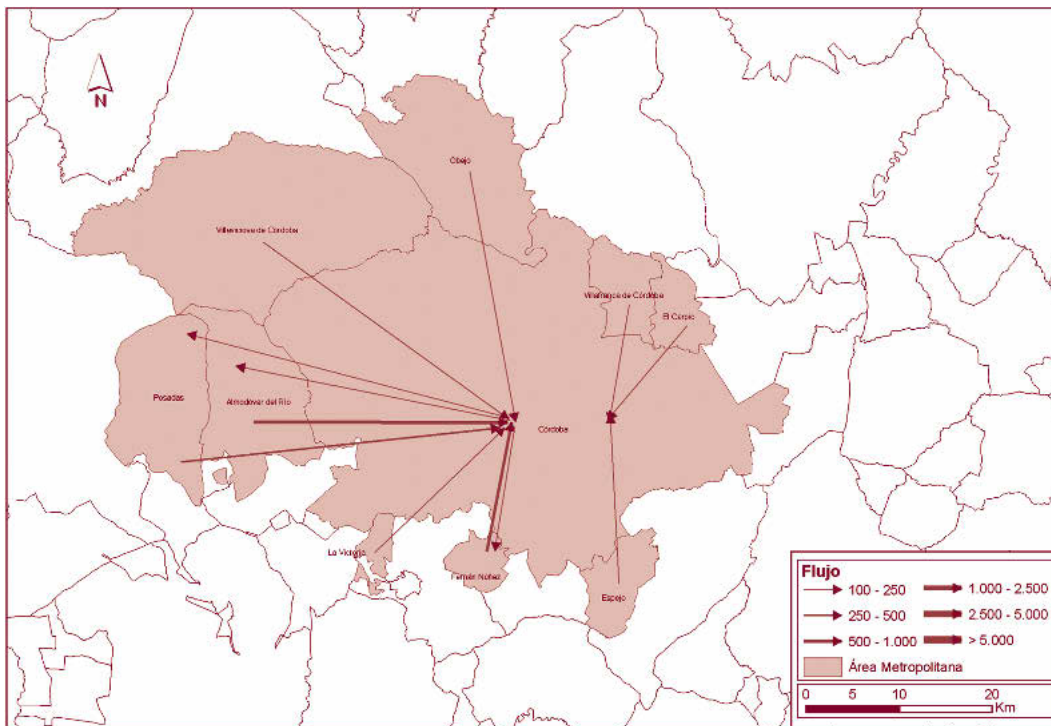 N
Obejo
Villaviciosa de Córdoba
Villafranca de Córdoba
El Carpio
Posadas
Almodovar del Río
Córdoba
La Victoria
Fernán Núñez
Espejo
Flujo
100 - 250
1.000 - 2.500
250 - 500
2.500 - 5.000
500 - 1.000
> 5.000
Área Metropolitana
0 5 10 20
Km